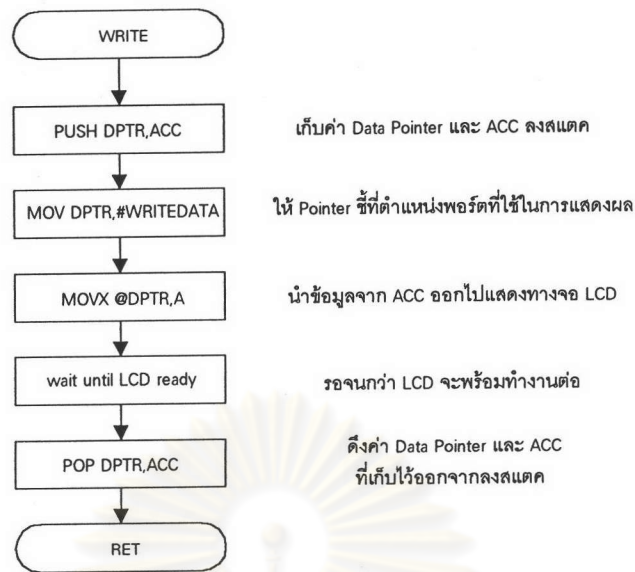 WRITE
PUSH DPTR,ACC
เก็บค่า Data Pointer และ ACC ลงสแตค
MOV DPTR,#WRITEDATA
ให้ Pointer ชี้ที่ตำแหน่งพอร์ตที่ใช้ในการแสดงผล
MOVX @DPTR,A
นำข้อมูลจาก ACC ออกไปแสดงทางจอ LCD
wait until LCD ready
รอจนกว่า LCD จะพร้อมทำงานต่อ
POP DPTR,ACC
ดึงค่า Data Pointer และ ACC
ที่เก็บไว้ออกจากลงสแตค
RET